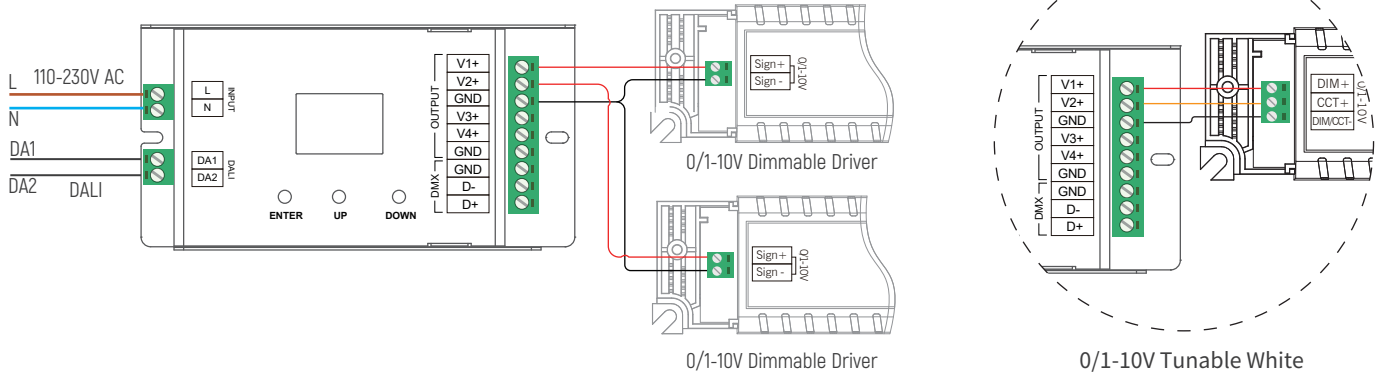 L
110-230V AC
N
DA1
DA2
DALI
L
N
INPUT
DA1
DA2
DALI
ENTER
UP
DOWN
OUTPUT
V1+
V2+
GND
V3+
V4+
GND
DMX
GND
D-
D+
Sign+
Sign -
0/1-10V
0/1-10V Dimmable Driver
Sign+
Sign -
0/1-10V
0/1-10V Dimmable Driver
OUTPUT
V1+
V2+
GND
V3+
V4+
GND
DMX
GND
D-
D+
DIM+
CCT+
DIM/CCT-
0/1-10V
0/1-10V Tunable White